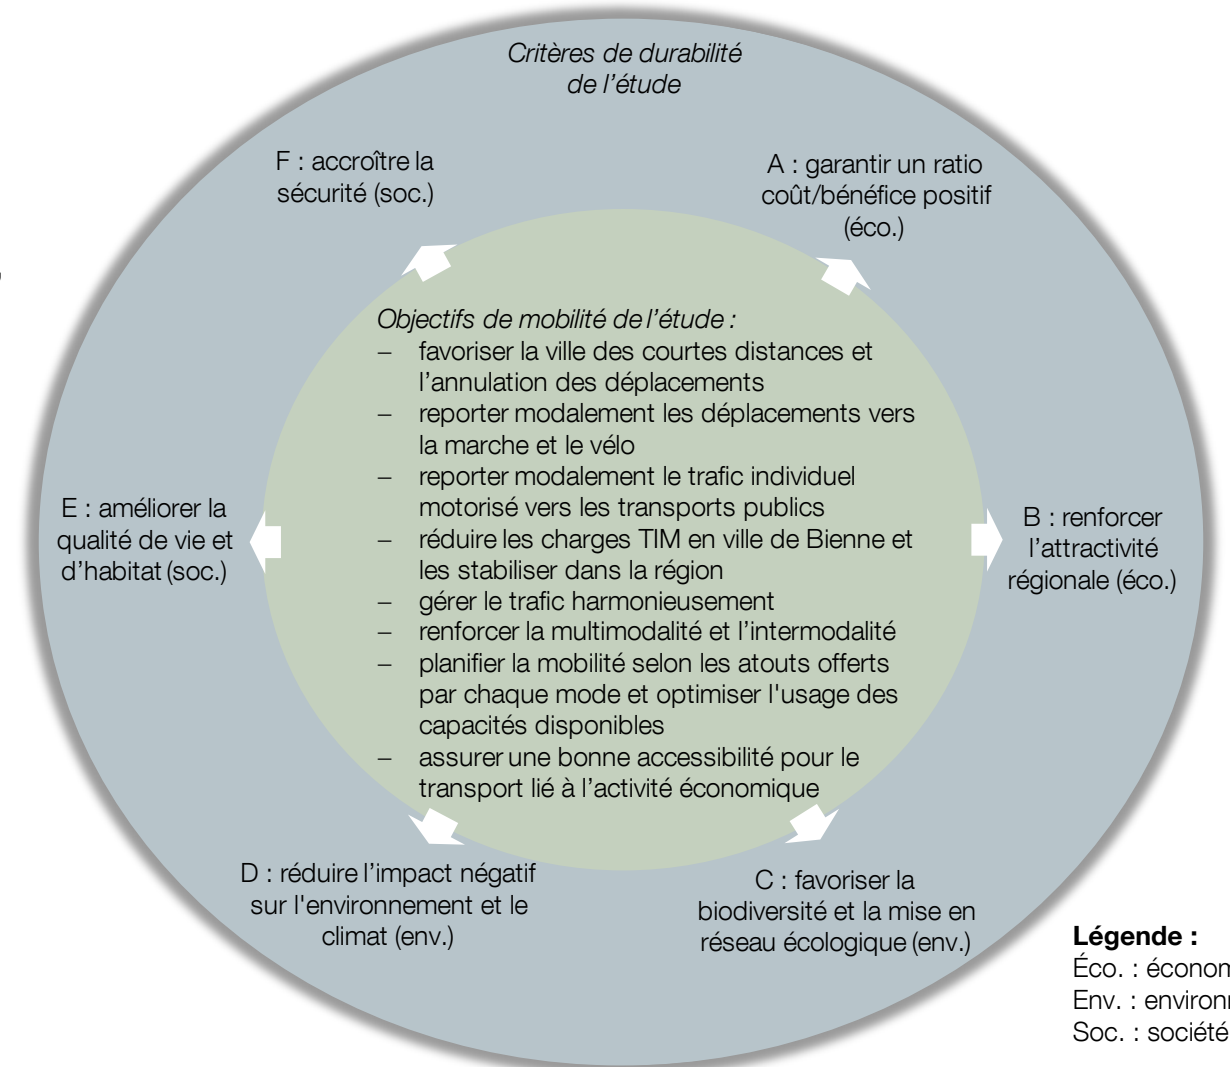 Critères de durabilité
de l'étude
F : accroître la
sécurité (soc.)
A : garantir un ratio
coût/bénéfice positif
(éco.)
Objectifs de mobilité de l'étude :
– favoriser la ville des courtes distances et
l'annulation des déplacements
– reporter modalement les déplacements vers
la marche et le vélo
– reporter modalement le trafic individuel
motorisé vers les transports publics
– réduire les charges TIM en ville de Bienne et
les stabiliser dans la région
– gérer le trafic harmonieusement
– renforcer la multimodalité et l'intermodalité
– planifier la mobilité selon les atouts offerts
par chaque mode et optimiser l'usage des
capacités disponibles
– assurer une bonne accessibilité pour le
transport lié à l'activité économique
E : améliorer la
qualité de vie et
d'habitat (soc.)
B : renforcer
l'attractivité
régionale (éco.)
D : réduire l'impact négatif
sur l'environnement et le
climat (env.)
C : favoriser la
biodiversité et la mise en
réseau écologique (env.)
Légende :
Éco. :
Env. :
Soc. : société